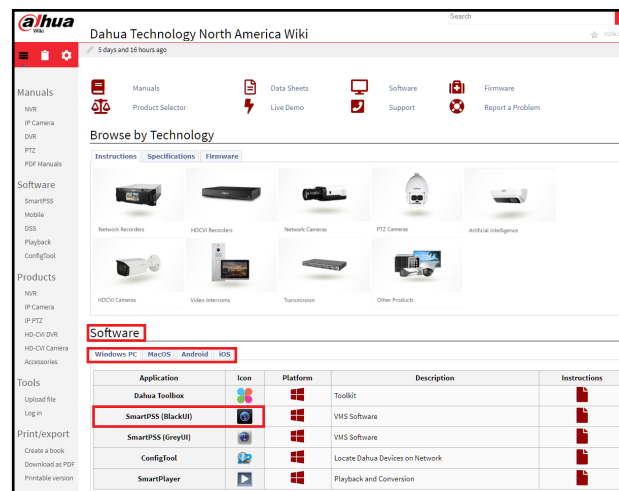 alhua
Wiki
Search
Dahua Technology North America Wiki
5 days and 16 hours ago
Manuals
Data Sheets
Software
Firmware
Product Selector
Live Demo
Support
Report a Problem
Browse by Technology
Instructions Specifications Firmware
Network Recorders
HDCVI Recorders
Network Cameras
PTZ Cameras
Artificial Intelligence
HDCVI Cameras
Video Intercoms
Transmission
Other Products
Software
Windows PC MacOS Android iOS
Application Icon Platform Description Instructions
Dahua Toolbox Toolkit
SmartPSS (BlackUI) VMS Software
SmartPSS (GreyUI) VMS Software
ConfigTool Locate Dahua Devices on Network
SmartPlayer Playback and Conversion
Manuals
NVR
IP Camera
DVR
PTZ
PDF Manuals
Software
SmartPSS
Mobile
DSS
Playback
ConfigTool
Products
NVR
IP Camera
IP PTZ
HD-CVI DVR
HD-CVI Camera
Accessories
Tools
Upload file
Log in
Print/export
Create a book
Download as PDF
Printable version